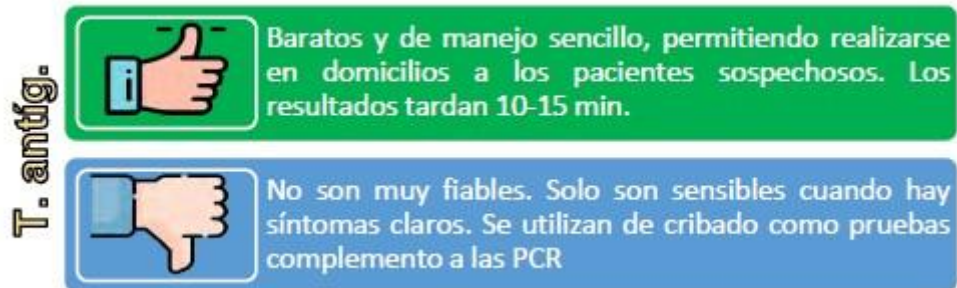 T. antíg.
Baratos y de manejo sencillo, permitiendo realizarse
en domicilios a los pacientes sospechosos. Los
resultados tardan 10-15 min.
No son muy fiables. Solo son sensibles cuando hay
síntomas claros. Se utilizan de cribado como pruebas
complemento a las PCR